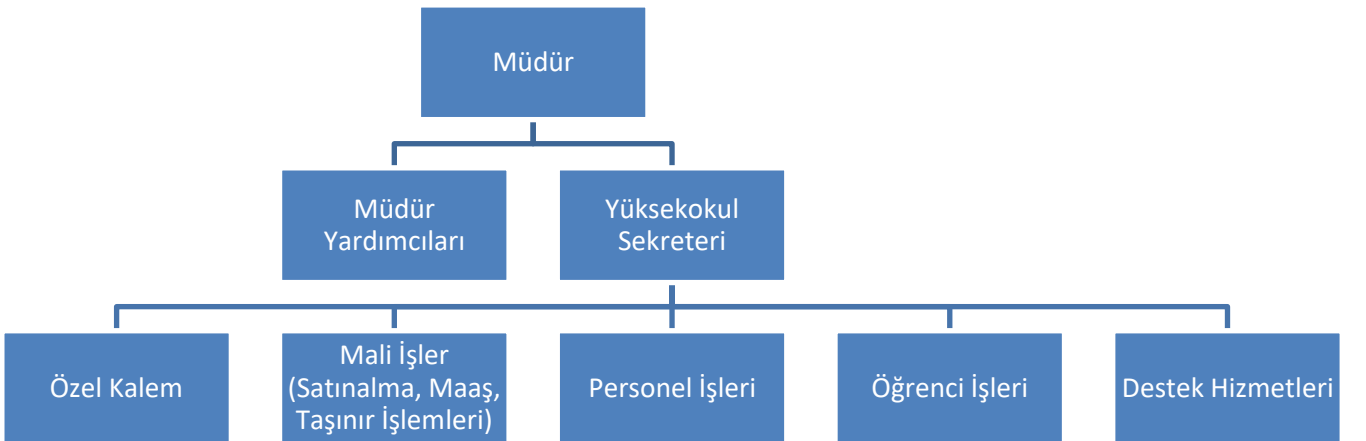 Müdür
Müdür
Yardımcıları
Yüksekokul
Sekreteri
Özel Kalem
Mali İşler
(Satınalma, Maaş,
Taşınır İşlemleri)
Personel İşleri
Öğrenci İşleri
Destek Hizmetleri